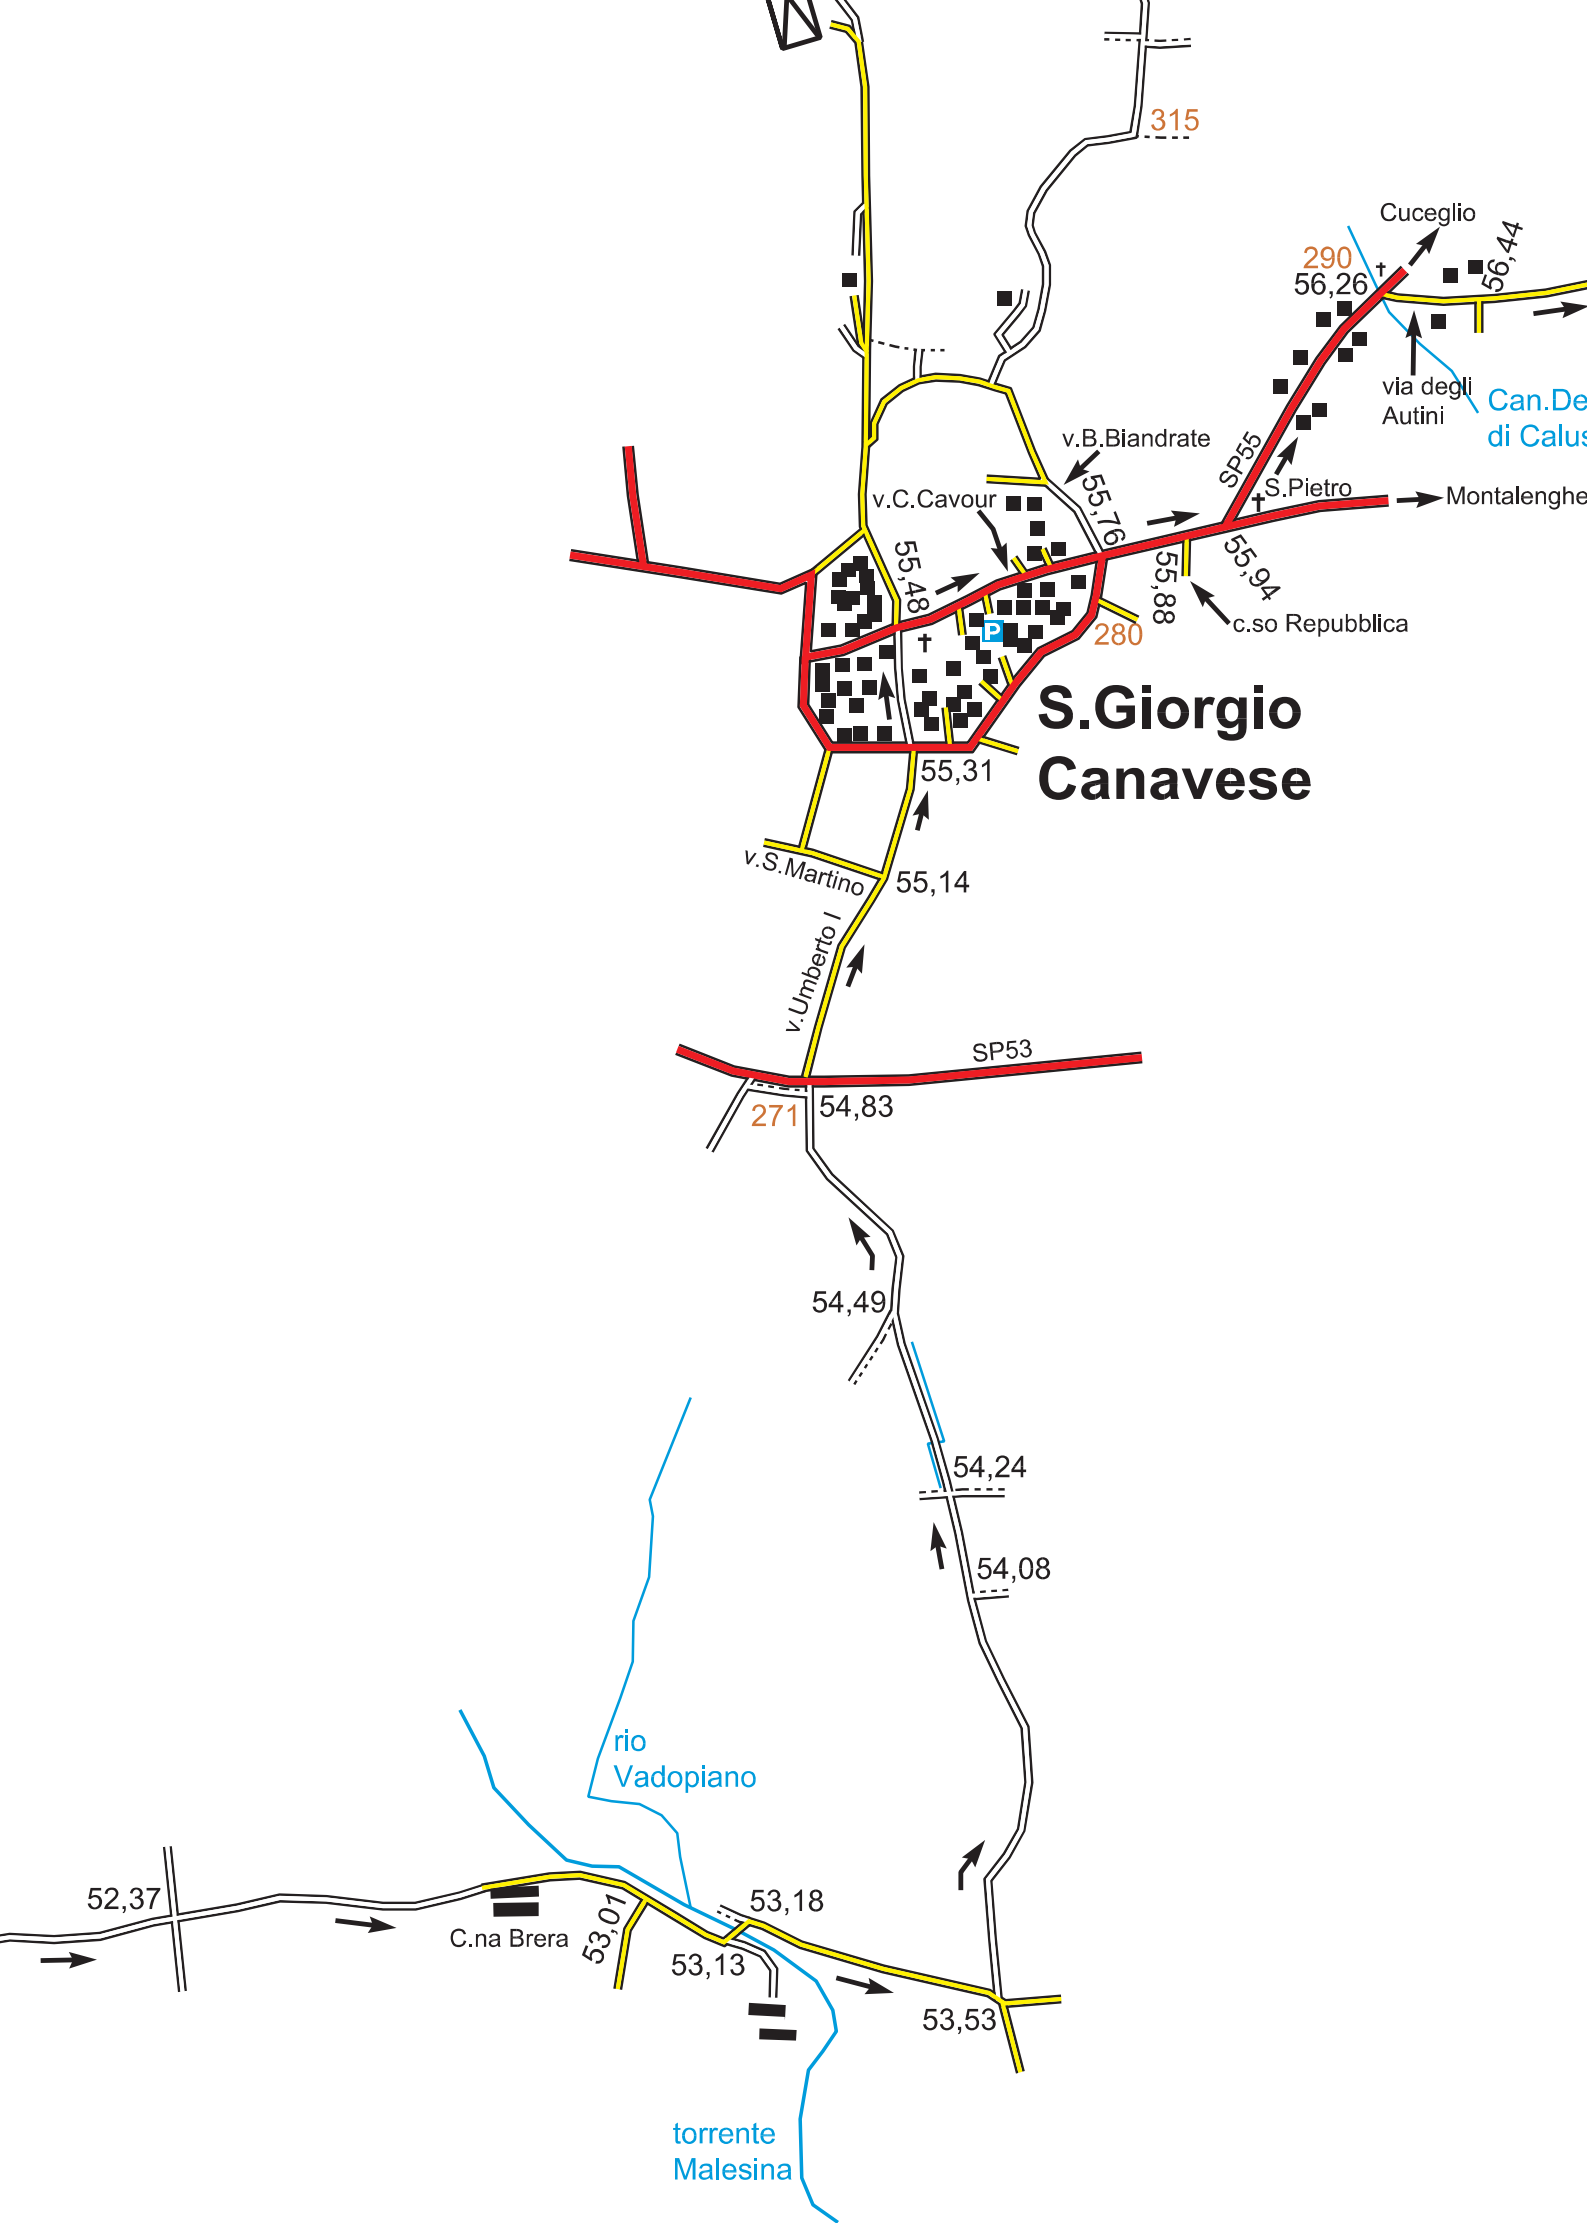 315
Cuceglio
56,44
290
56,26
via degli
Autini
Can.De
di Calus
v.B.Biandrate
SP55
v.C.Cavour
55,76
S.Pietro
Montalenghe
55,48
55,88
55,94
P
280
c.so Repubblica
S.Giorgio
Canavese
55,31
v.S.Martino
55,14
v.Umberto I
SP53
271
54,83
54,49
54,24
54,08
rio
Vadopiano
52,37
53,18
C.na Brera
53,01
53,13
53,53
torrente
Malesina